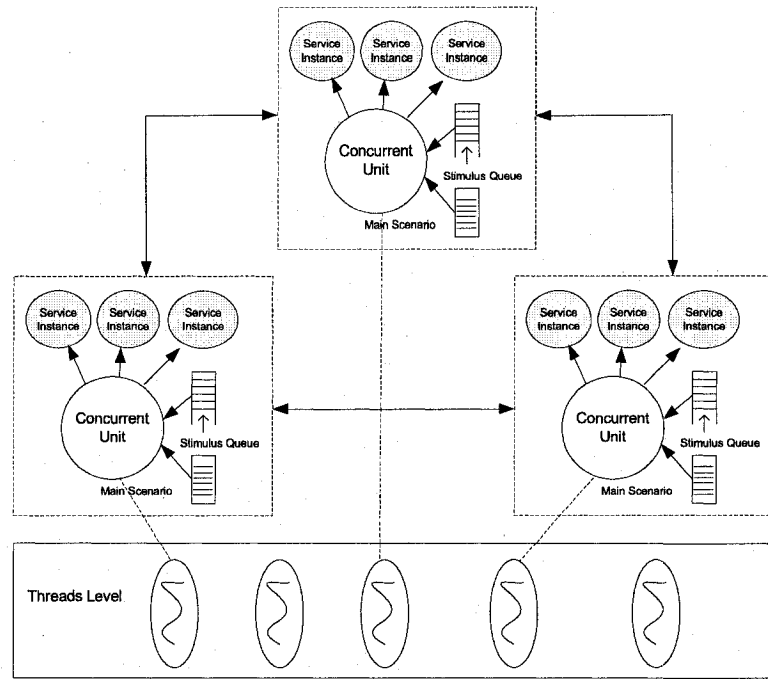 Service
Instance
Service
Instance
Service
Instance
Concurrent
Unit
Stimulus Queue
Main Scenario
Service
Instance
Service
Instance
Service
Instance
Concurrent
Unit
Stimulus Queue
Main Scenario
Service
Instance
Service
Instance
Service
Instance
Concurrent
Unit
Stimulus Queue
Main Scenario
Threads Level